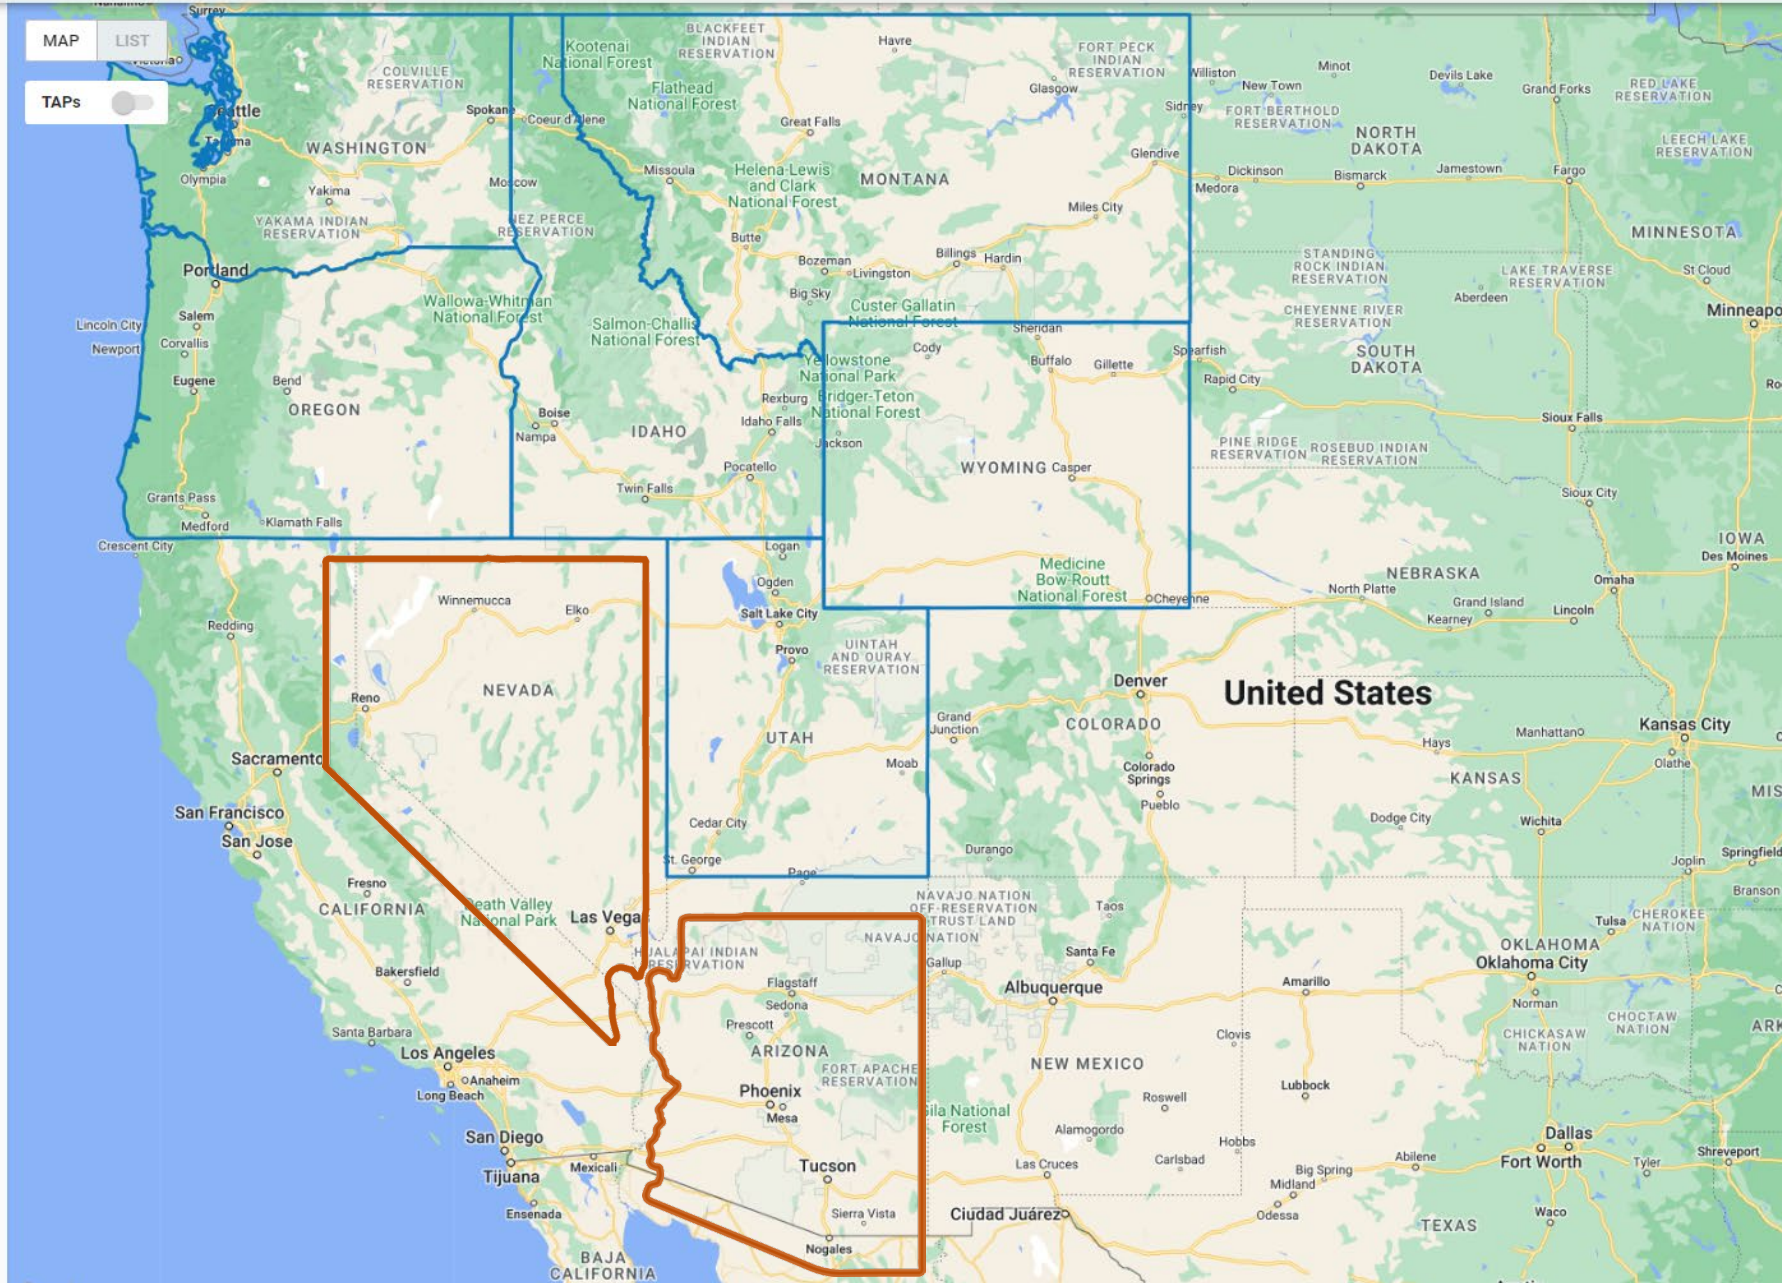 Surrey
MAP
LIST
Victoria
TAPs
Seattle
Tacoma
Olympia
WASHINGTON
COLVILLE
RESERVATION
Spokane
Coeur d'Alene
Moscow
Yakima
YAKAMA INDIAN
RESERVATION
NEZ PERCE
RESERVATION
Kootenai
National Forest
BLACKFEET
INDIAN
RESERVATION
Havre
FORT PECK
INDIAN
RESERVATION
Flathead
National Forest
Glasgow
Great Falls
Sidney
Glendive
Missoula
Helena-Lewis
and Clark
National Forest
MONTANA
Miles City
Butte
Bozeman
Livingston
Billings
Hardin
Big Sky
Custer Gallatin
National Forest
Williston
New Town
Minot
Devils Lake
Grand Forks
RED LAKE
RESERVATION
FORT BERTHOLD
RESERVATION
NORTH
DAKOTA
LEECH LAKE
RESERVATION
Dickinson
Medora
Bismarck
Jamestown
Fargo
MINNESOTA
STANDING
ROCK INDIAN
RESERVATION
LAKE TRAVERSE
RESERVATION
St Cloud
Aberdeen
CHEYENNE RIVER
RESERVATION
Minneapo
Portland
Lincoln City
Salem
Newport
Corvallis
Wallowa-Whitman
National Forest
Salmon-Challis
National Forest
Eugene
Bend
OREGON
Boise
Nampa
IDAHO
Rexburg
Idaho Falls
Pocatello
Twin Falls
Grants Pass
Medford
Klamath Falls
Crescent City
Yellowstone
National Park
Bridger-Teton
National Forest
Jackson
Cody
Sheridan
Buffalo
Gillette
WYOMING
Casper
Medicine
Bow-Routt
National Forest
Cheyenne
Spearfish
Rapid City
SOUTH
DAKOTA
Ro
Sioux Falls
PINE RIDGE
RESERVATION
ROSEBUD INDIAN
RESERVATION
Sioux City
IOWA
Des Moines
NEBRASKA
North Platte
Omaha
Grand Island
Kearney
Lincoln
Logan
Ogden
Salt Lake City
Provo
UINTAH
AND OURAY
RESERVATION
UTAH
Moab
Cedar City
St. George
Page
Redding
Winnemucca
Elko
NEVADA
Reno
Sacramento
San Francisco
San Jose
Fresno
CALIFORNIA
Death Valley
National Park
Las Vega
Bakersfield
Santa Barbara
Los Angeles
Anaheim
Long Beach
San Diego
Tijuana
Mexicali
Ensenada
BAJA
CALIFORNIA
Grand
Junction
Denver
COLORADO
Colorado
Springs
Pueblo
Durango
United States
Hays
Manhattan
Kansas City
Olathe
KANSAS
MIS
Dodge City
Wichita
Joplin
Springfield
Branson
NAVAJO NATION
OFF-RESERVATION
TRUST LAND
NAVAJO NATION
HUALAPAI INDIAN
RESERVATION
Flagstaff
Sedona
Prescott
ARIZONA
FORT APACHE
RESERVATION
Phoenix
Mesa
Tucson
Sierra Vista
Nogales
Gallup
Taos
Santa Fe
Albuquerque
NEW MEXICO
Gila National
Forest
Roswell
Alamogordo
Carlsbad
Hobbs
Las Cruces
Ciudad Juárez
Tulsa
CHEROKEE
NATION
OKLAHOMA
Oklahoma City
Norman
CHICKASAW
NATION
CHOCTAW
NATION
ARK
Amarillo
Clovis
Lubbock
Dallas
Fort Worth
Abilene
Tyler
Shreveport
Big Spring
Midland
Odessa
TEXAS
Waco